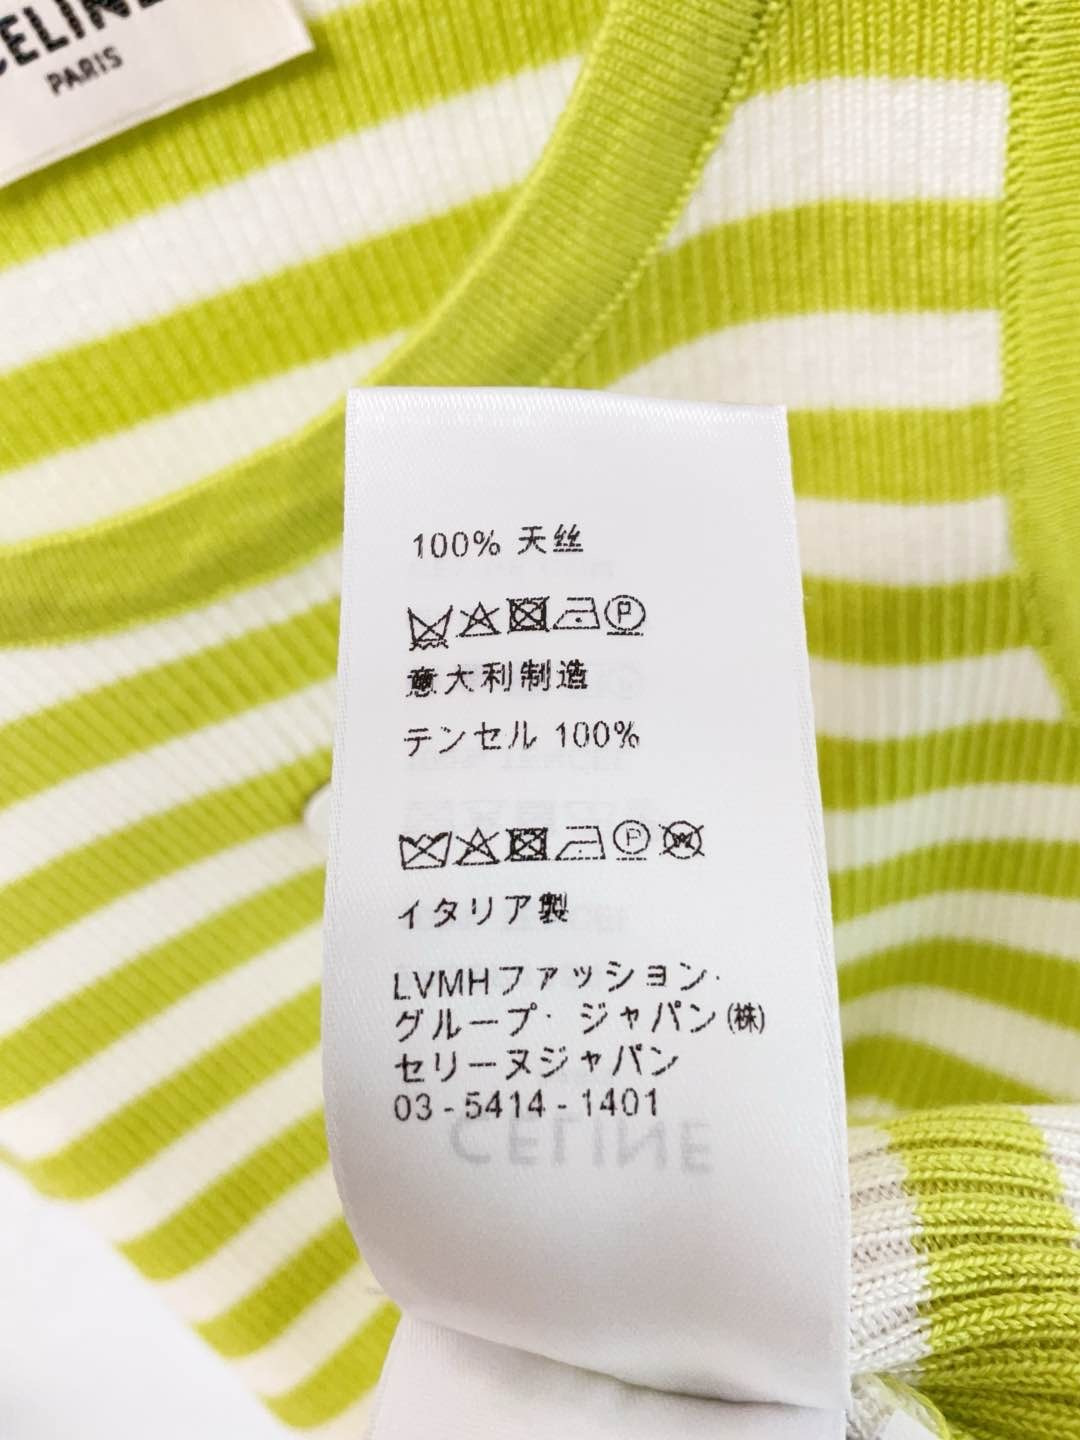 CELINE
PARIS
100% 天丝
意大利制造
テンセル 100%
P
イタリア製
LVMHファッション·
グループ· ジャパン(株)
セリーヌジャパン
03-5414-1401
CELINE